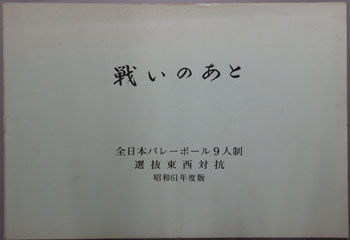 戦いのあと
全日本バレーボール9人制
選抜東西対抗
昭和61年度版